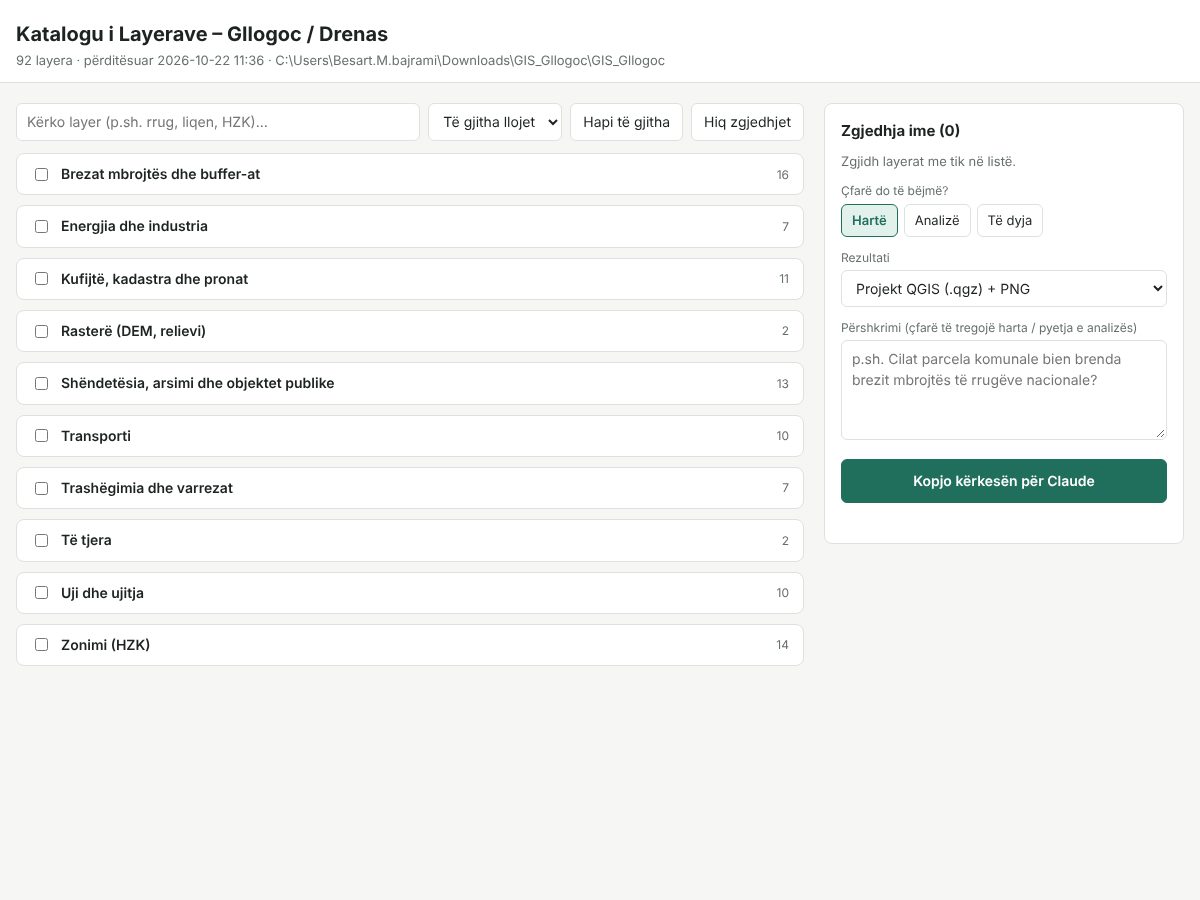 Katalogu i Layerave – Gllogoc / Drenas
92 layera · përditësuar 2026-10-22 11:36 · C:\Users\Besart.M.bajrami\Downloads\GIS_Gllogoc\GIS_Gllogoc
Kërko layer (p.sh. rrug, liqen, HZK)...
Të gjitha llojet
Hapi të gjitha
Hiq zgjedhjet
Brezat mbrojtës dhe buffer-at 16
Energjia dhe industria 7
Kufijtë, kadastra dhe pronat 11
Rasterë (DEM, relievi) 2
Shëndetësia, arsimi dhe objektet publike 13
Transporti 10
Trashëgimia dhe varrezat 7
Të tjera 2
Uji dhe ujitja 10
Zonimi (HZK) 14
Zgjedhja ime (0)
Zgjidh layerat me tik në listë.
Çfarë do të bëjmë?
Hartë Analizë Të dyja
Rezultati
Projekt QGIS (.qgz) + PNG
Përshkrimi (çfarë të tregojë harta / pyetja e analizës)
p.sh. Cilat parcela komunale bien brenda
brezit mbrojtës të rrugëve nacionale?
Kopjo kërkesën për Claude